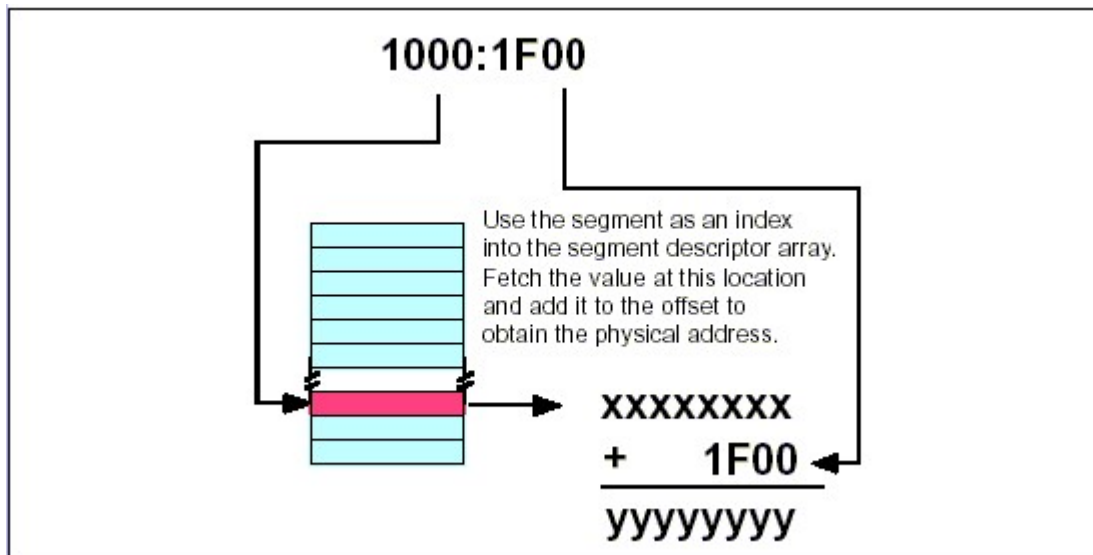 1000:1F00
Use the segment as an index
into the segment descriptor array.
Fetch the value at this location
and add it to the offset to
obtain the physical address.
xxxxxxxx
+ 1F00
yyyyyyyy